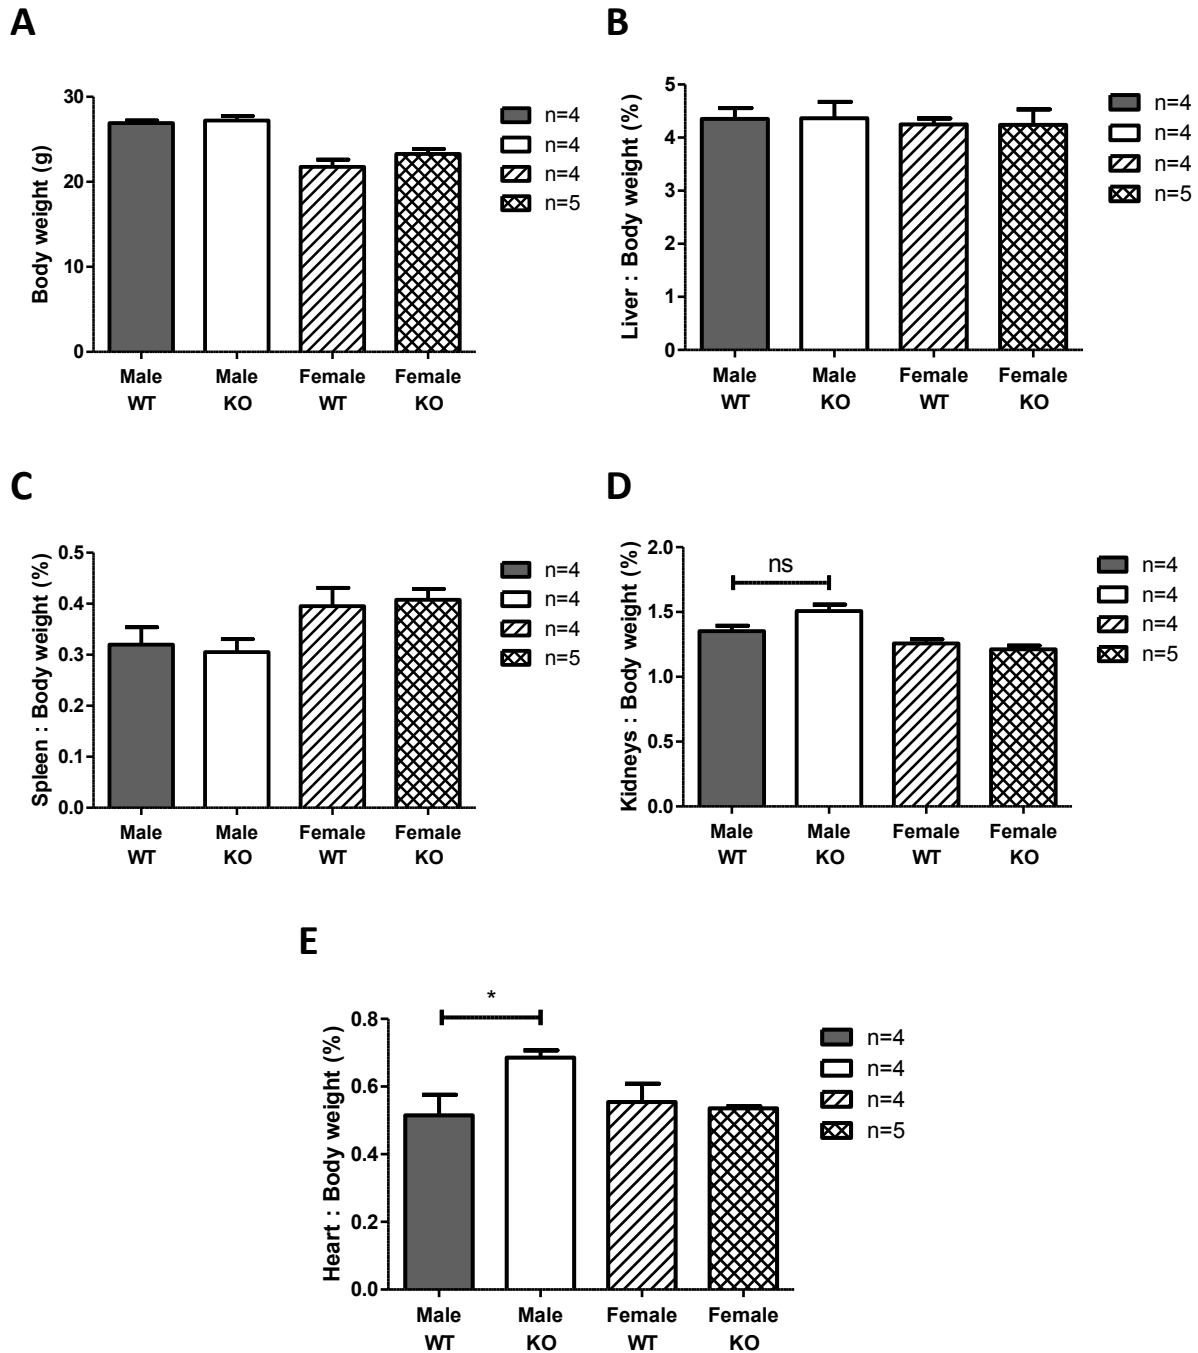 A
Body weight (g)
30
20
10
0
Male WT
Male KO
Female WT
Female KO
n=4
n=4
n=4
n=5
B
Liver : Body weight (%)
5
4
3
2
1
0
Male WT
Male KO
Female WT
Female KO
n=4
n=4
n=4
n=5
C
Spleen : Body weight (%)
0.5
0.4
0.3
0.2
0.1
0.0
Male WT
Male KO
Female WT
Female KO
n=4
n=4
n=4
n=5
D
Kidneys : Body weight (%)
2.0
1.5
1.0
0.5
0.0
ns
Male WT
Male KO
Female WT
Female KO
n=4
n=4
n=4
n=5
E
Heart : Body weight (%)
0.8
0.6
0.4
0.2
0.0
*
Male WT
Male KO
Female WT
Female KO
n=4
n=4
n=4
n=5